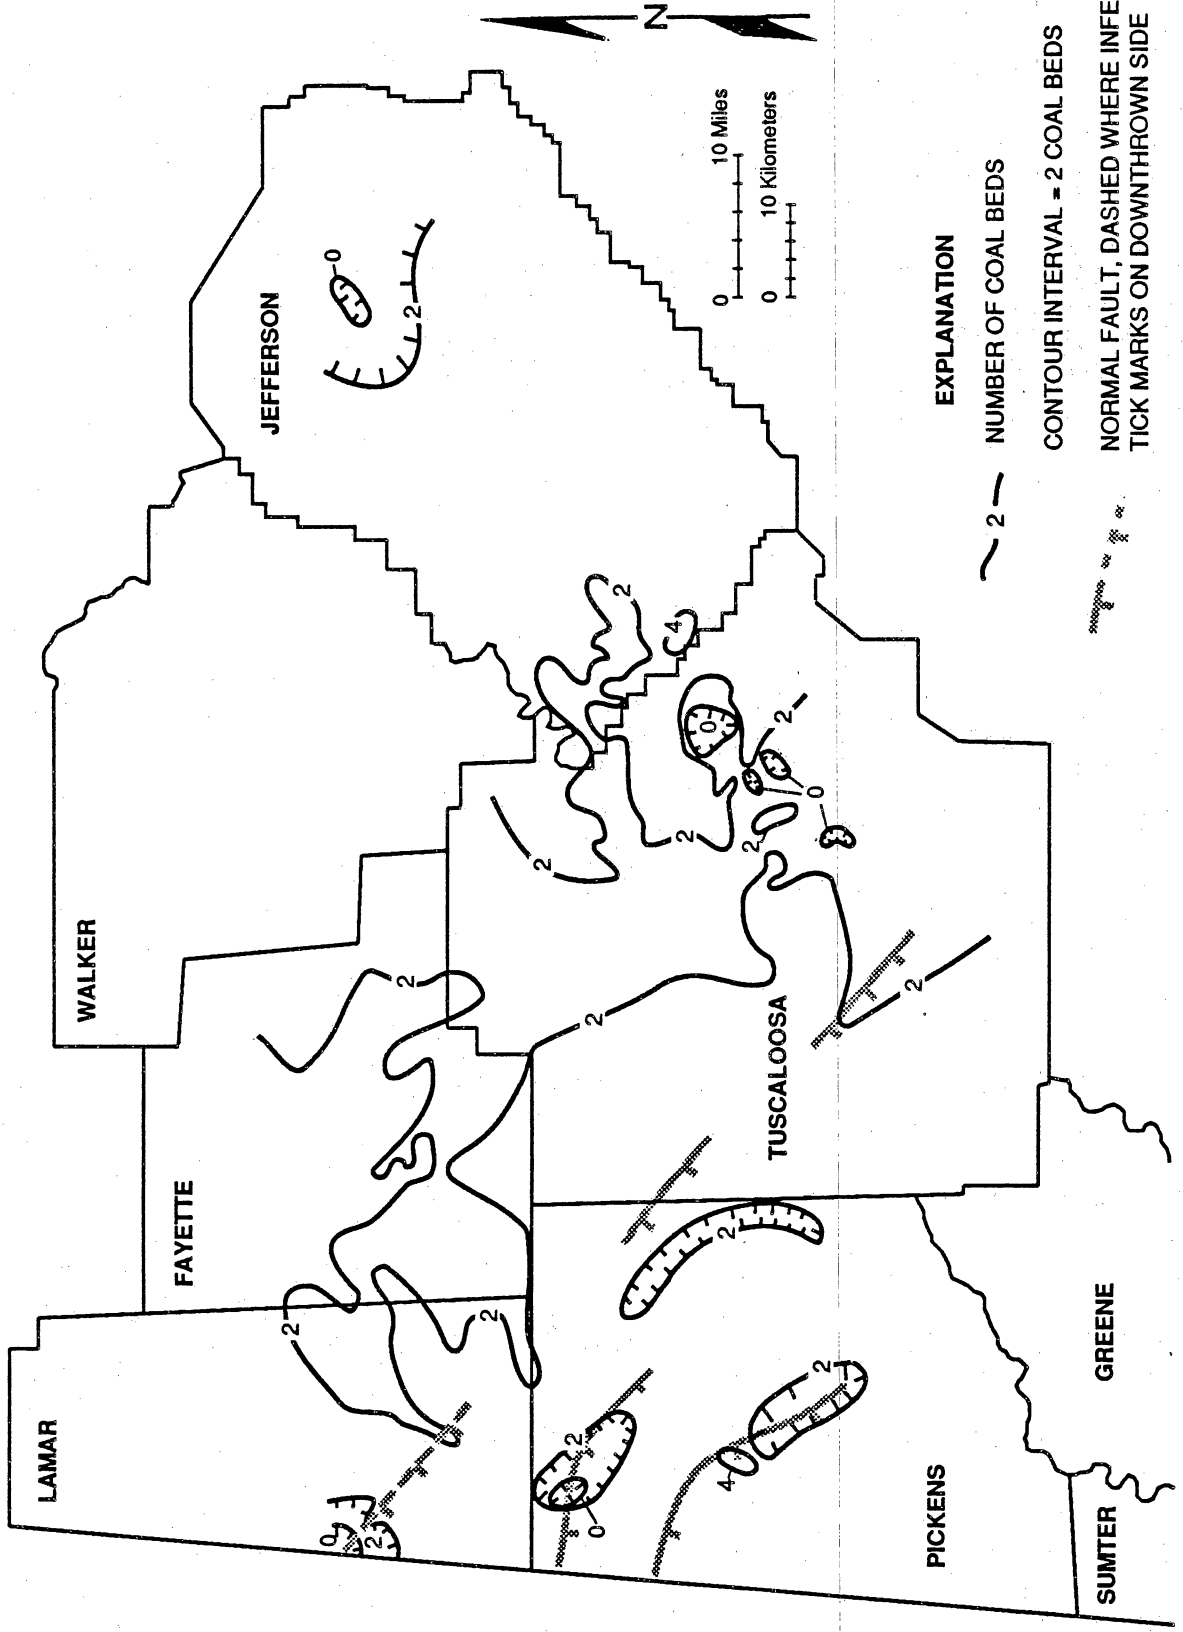 LAMAR
FAYETTE
WALKER
JEFFERSON
TUSCALOOSA
PICKENS
SUMTER
GREENE
N
0 10 Miles
0 10 Kilometers
EXPLANATION
2 NUMBER OF COAL BEDS
CONTOUR INTERVAL = 2 COAL BEDS
NORMAL FAULT, DASHED WHERE INFE
TICK MARKS ON DOWNTHROWN SIDE
0
2
2
2
2
0
2
4
2
2
2
2
2
2
2
0
0
2
2
4
2
0